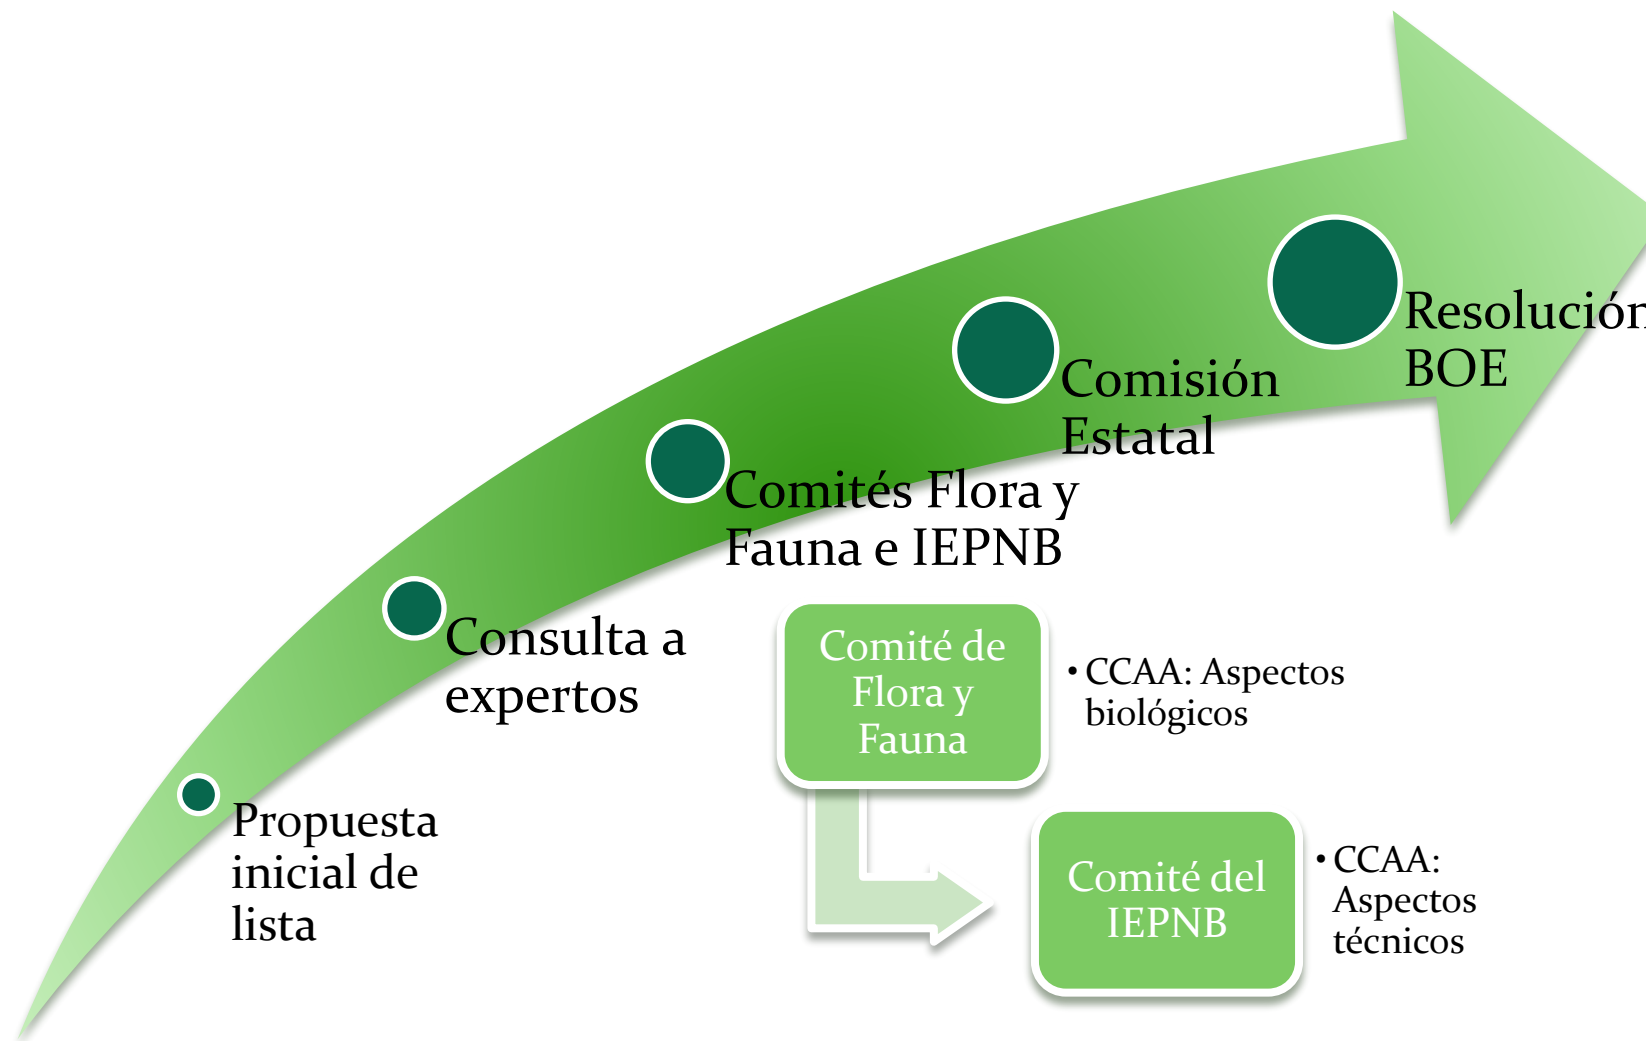 Propuesta
inicial de
lista
Consulta a
expertos
Comités Flora y
Fauna e IEPNB
Comisión
Estatal
Resolución
BOE
Comité de
Flora y
Fauna
• CCAA: Aspectos
biológicos
Comité del
IEPNB
• CCAA:
Aspectos
técnicos